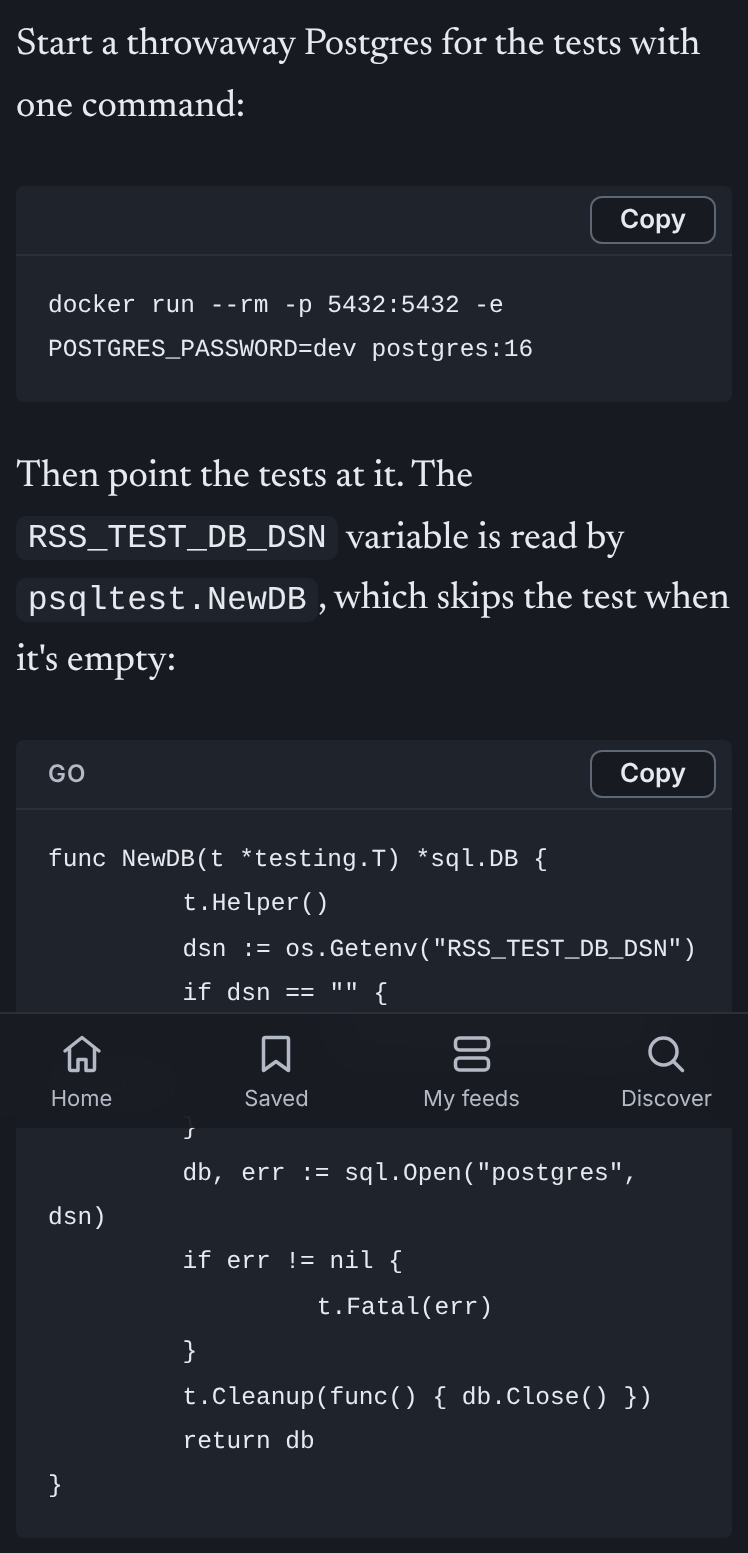 Start a throwaway Postgres for the tests with
one command:
Copy
docker run --rm -p 5432:5432 -e
POSTGRES_PASSWORD=dev postgres:16
Then point the tests at it. The
RSS_TEST_DB_DSN variable is read by
psqltest.NewDB, which skips the test when
it's empty:
GO
Copy
func NewDB(t *testing.T) *sql.DB {
t.Helper()
dsn := os.Getenv("RSS_TEST_DB_DSN")
if dsn == "" {
Home
Saved
My feeds
Discover
}
db, err := sql.Open("postgres",
dsn)
if err != nil {
t.Fatal(err)
}
t.Cleanup(func() { db.Close() })
return db
}